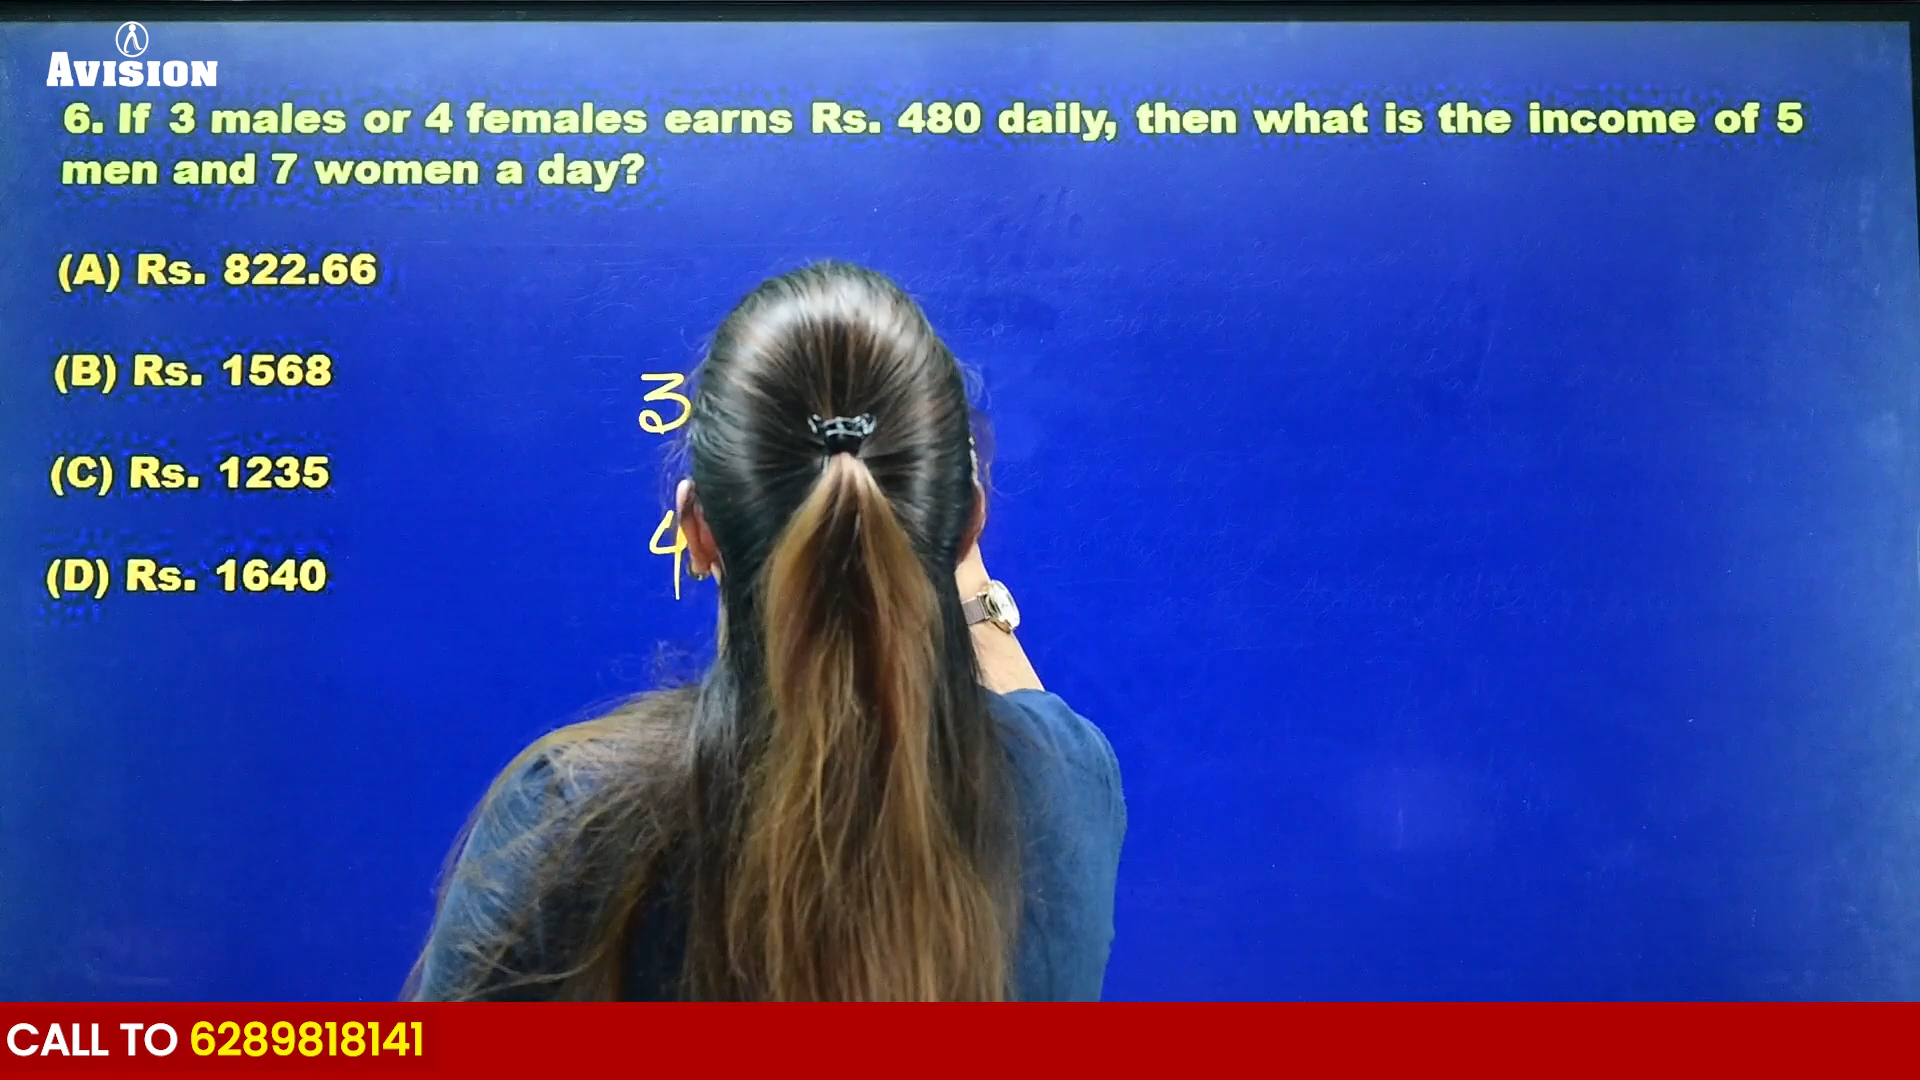 AVISION
6. If 3 males or 4 females earns Rs. 480 daily, then what is the income of 5
men and 7 women a day?
(A) Rs. 822.66
(B) Rs. 1568
(C) Rs. 1235
(D) Rs. 1640
3
4
CALL TO 6289818141